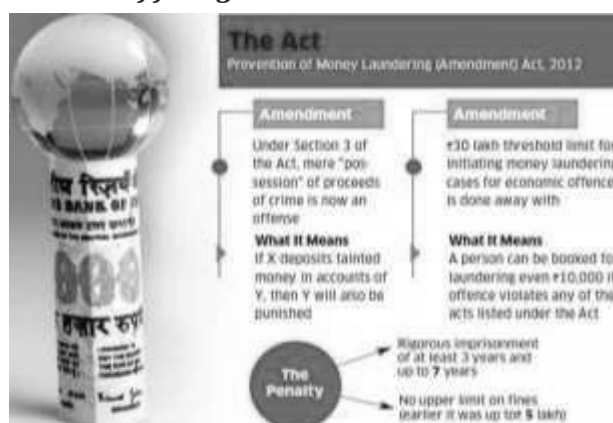 The Act
Prevention of Money Laundering (Amendment) Act, 2012
Amendment
Under Section 3 of
the Act, mere "pos-
session" of proceeds
of crime is now an
offense
What It Means
If X deposits tainted
money in accounts of
Y, then Y will also be
punished
Amendment
₹30 lakh threshold limit for
initiating money laundering
cases for economic offence
is done away with
What It Means
A person can be booked fo
laundering even ₹10,000 if
offence violates any of the
acts listed under the Act
The
Penalty
Rigorous imprisonment
of at least 3 years and
up to 7 years
No upper limit on fines
(earlier it was up to₹ 5 lakh)
BANK OF
हज़ार रुप